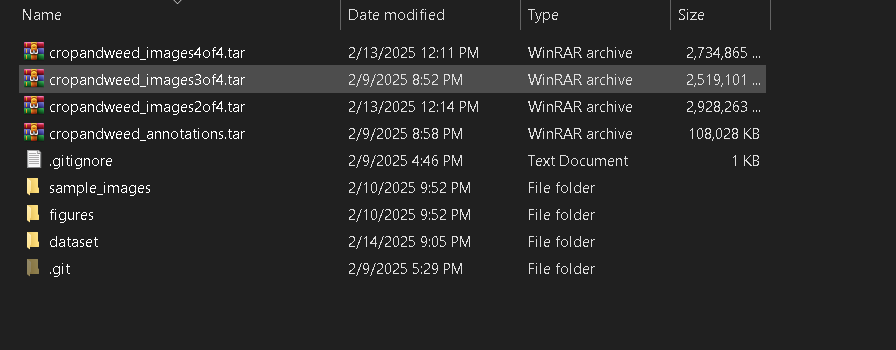 Name Date modified Type Size
cropandweed_images4of4.tar 2/13/2025 12:11 PM WinRAR archive 2,734,865 ...
cropandweed_images3of4.tar 2/9/2025 8:52 PM WinRAR archive 2,519,101 ...
cropandweed_images2of4.tar 2/13/2025 12:14 PM WinRAR archive 2,928,263 ...
cropandweed_annotations.tar 2/9/2025 8:58 PM WinRAR archive 108,028 KB
.gitignore 2/9/2025 4:46 PM Text Document 1 KB
sample_images 2/10/2025 9:52 PM File folder
figures 2/10/2025 9:52 PM File folder
dataset 2/14/2025 9:05 PM File folder
.git 2/9/2025 5:29 PM File folder